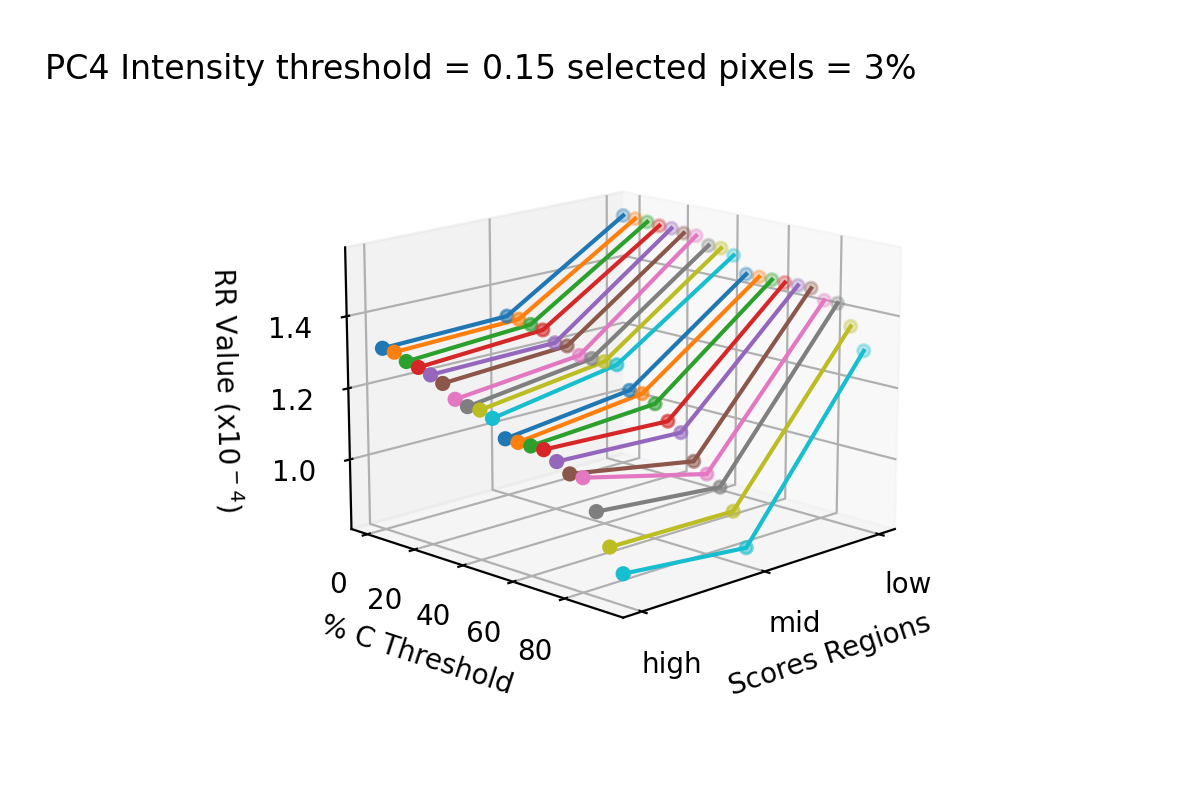 PC4 Intensity threshold = 0.15 selected pixels = 3%
RR Value (x10⁻⁴)
1.4
1.2
1.0
0
20
40
60
80
% C Threshold
high
mid
low
Scores Regions